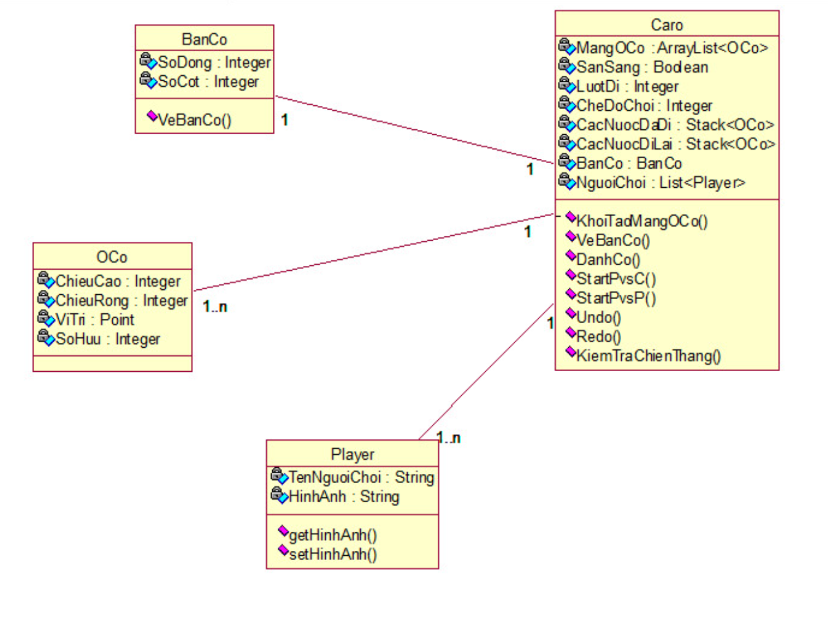 BanCo
SoDong : Integer
SoCot : Integer
VeBanCo()
1
Caro
MangOCo : ArrayList<OCo>
SanSang : Boolean
LuotDi : Integer
CheDoChoi : Integer
CacNuocDaDi : Stack<OCo>
CacNuocDiLai : Stack<OCo>
BanCo : BanCo
NguoiChoi : List<Player>
KhoiTaoMangOCo()
VeBanCo()
DanhCo()
StartPvsC()
StartPvsP()
Undo()
Redo()
KiemTraChienThang()
1
1
1
OCo
ChieuCao : Integer
ChieuRong : Integer
ViTri : Point
SoHuu : Integer
1..n
1..n
Player
TenNguoiChoi : String
HinhAnh : String
getHinhAnh()
setHinhAnh()